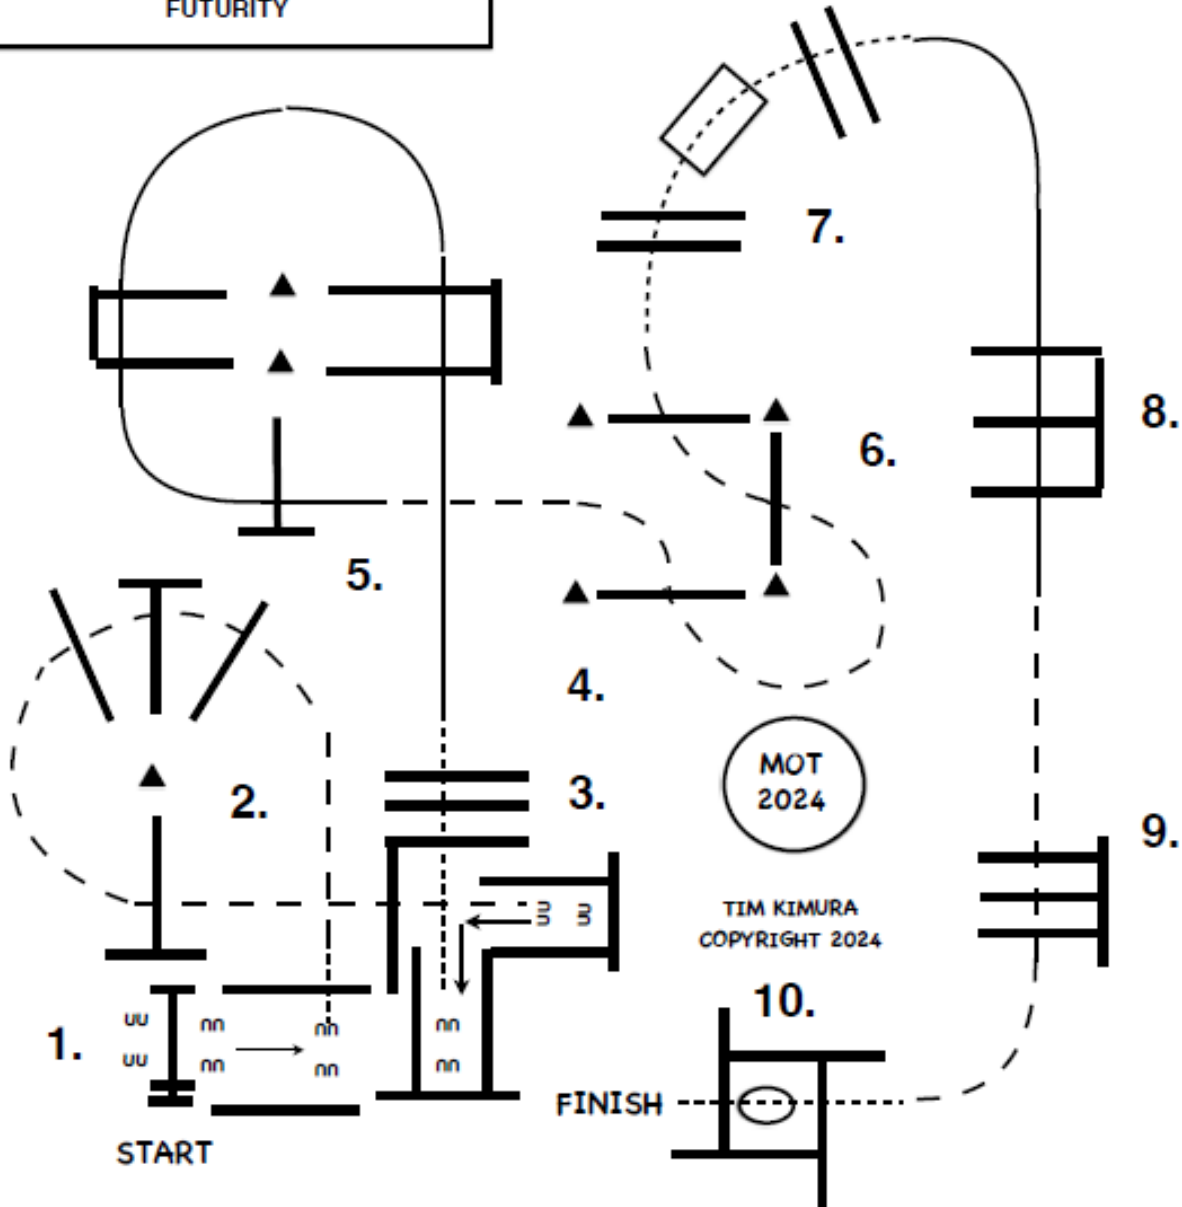 FUTURITY
7.
8.
6.
5.
4.
2.
3.
MOT
2024
9.
TIM KIMURA
COPYRIGHT 2024
10.
1.
FINISH
START